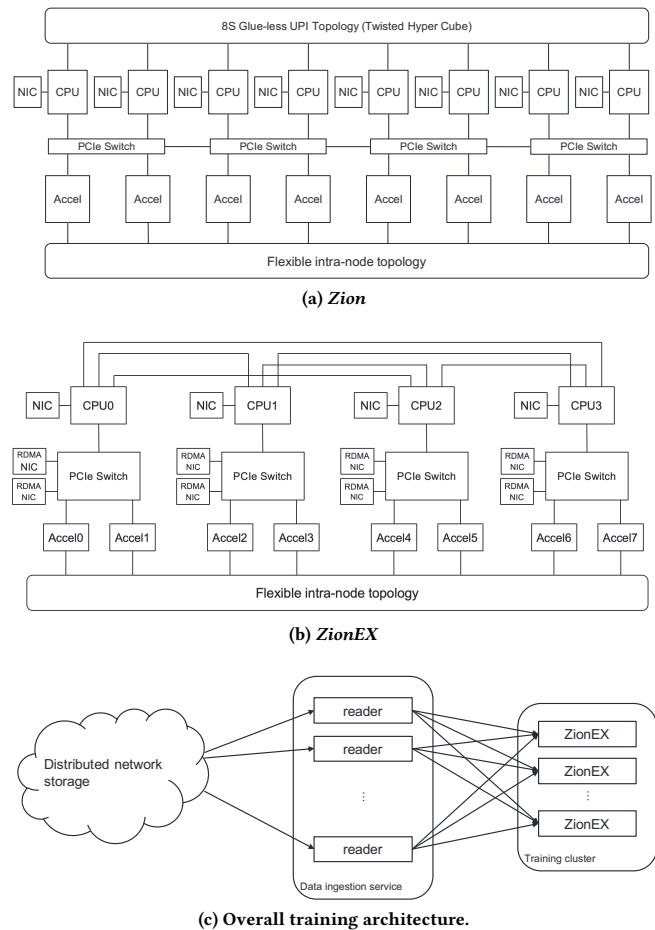 8S Glue-less UPI Topology (Twisted Hyper Cube)
NIC CPU NIC CPU NIC CPU NIC CPU NIC CPU NIC CPU NIC CPU NIC CPU
PCIe Switch PCIe Switch PCIe Switch PCIe Switch
Accel Accel Accel Accel Accel Accel Accel Accel
Flexible intra-node topology
(a) Zion
NIC CPU0 NIC CPU1 NIC CPU2 NIC CPU3
RDMA NIC RDMA NIC PCIe Switch RDMA NIC RDMA NIC PCIe Switch RDMA NIC RDMA NIC PCIe Switch RDMA NIC RDMA NIC PCIe Switch
Accel0 Accel1 Accel2 Accel3 Accel4 Accel5 Accel6 Accel7
Flexible intra-node topology
(b) ZionEX
Distributed network
storage
reader
reader
⋮
reader
Data ingestion service
ZionEX
ZionEX
⋮
ZionEX
Training cluster
(c) Overall training architecture.